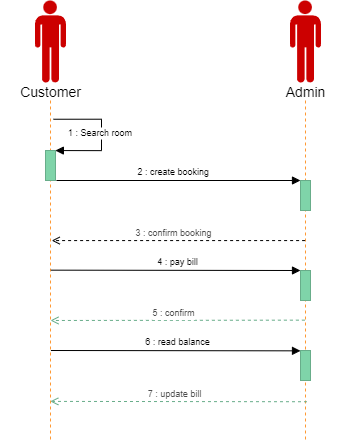 Customer
Admin
1 : Search room
2 : create booking
3 : confirm booking
4 : pay bill
5 : confirm
6 : read balance
7 : update bill